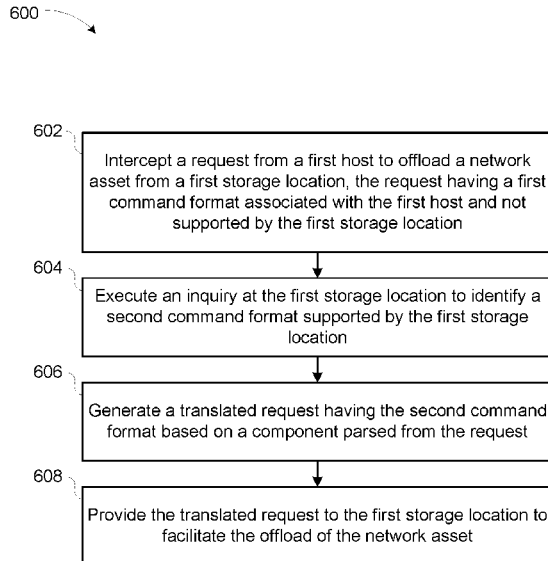 600
602
Intercept a request from a first host to offload a network
asset from a first storage location, the request having a first
command format associated with the first host and not
supported by the first storage location
604
Execute an inquiry at the first storage location to identify a
second command format supported by the first storage
location
606
Generate a translated request having the second command
format based on a component parsed from the request
608
Provide the translated request to the first storage location to
facilitate the offload of the network asset